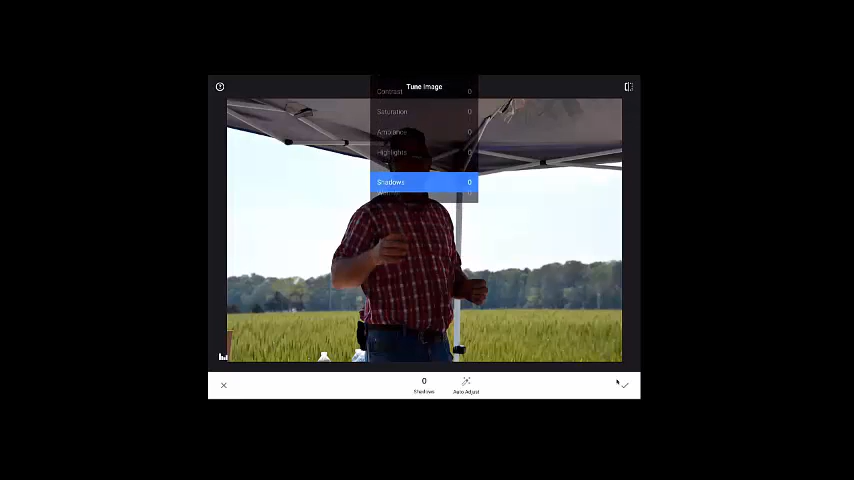 Tune Image
Contrast 0
Saturation 0
Ambiance 0
Highlights 0
Shadows 0
0
Shadows
Auto Adjust